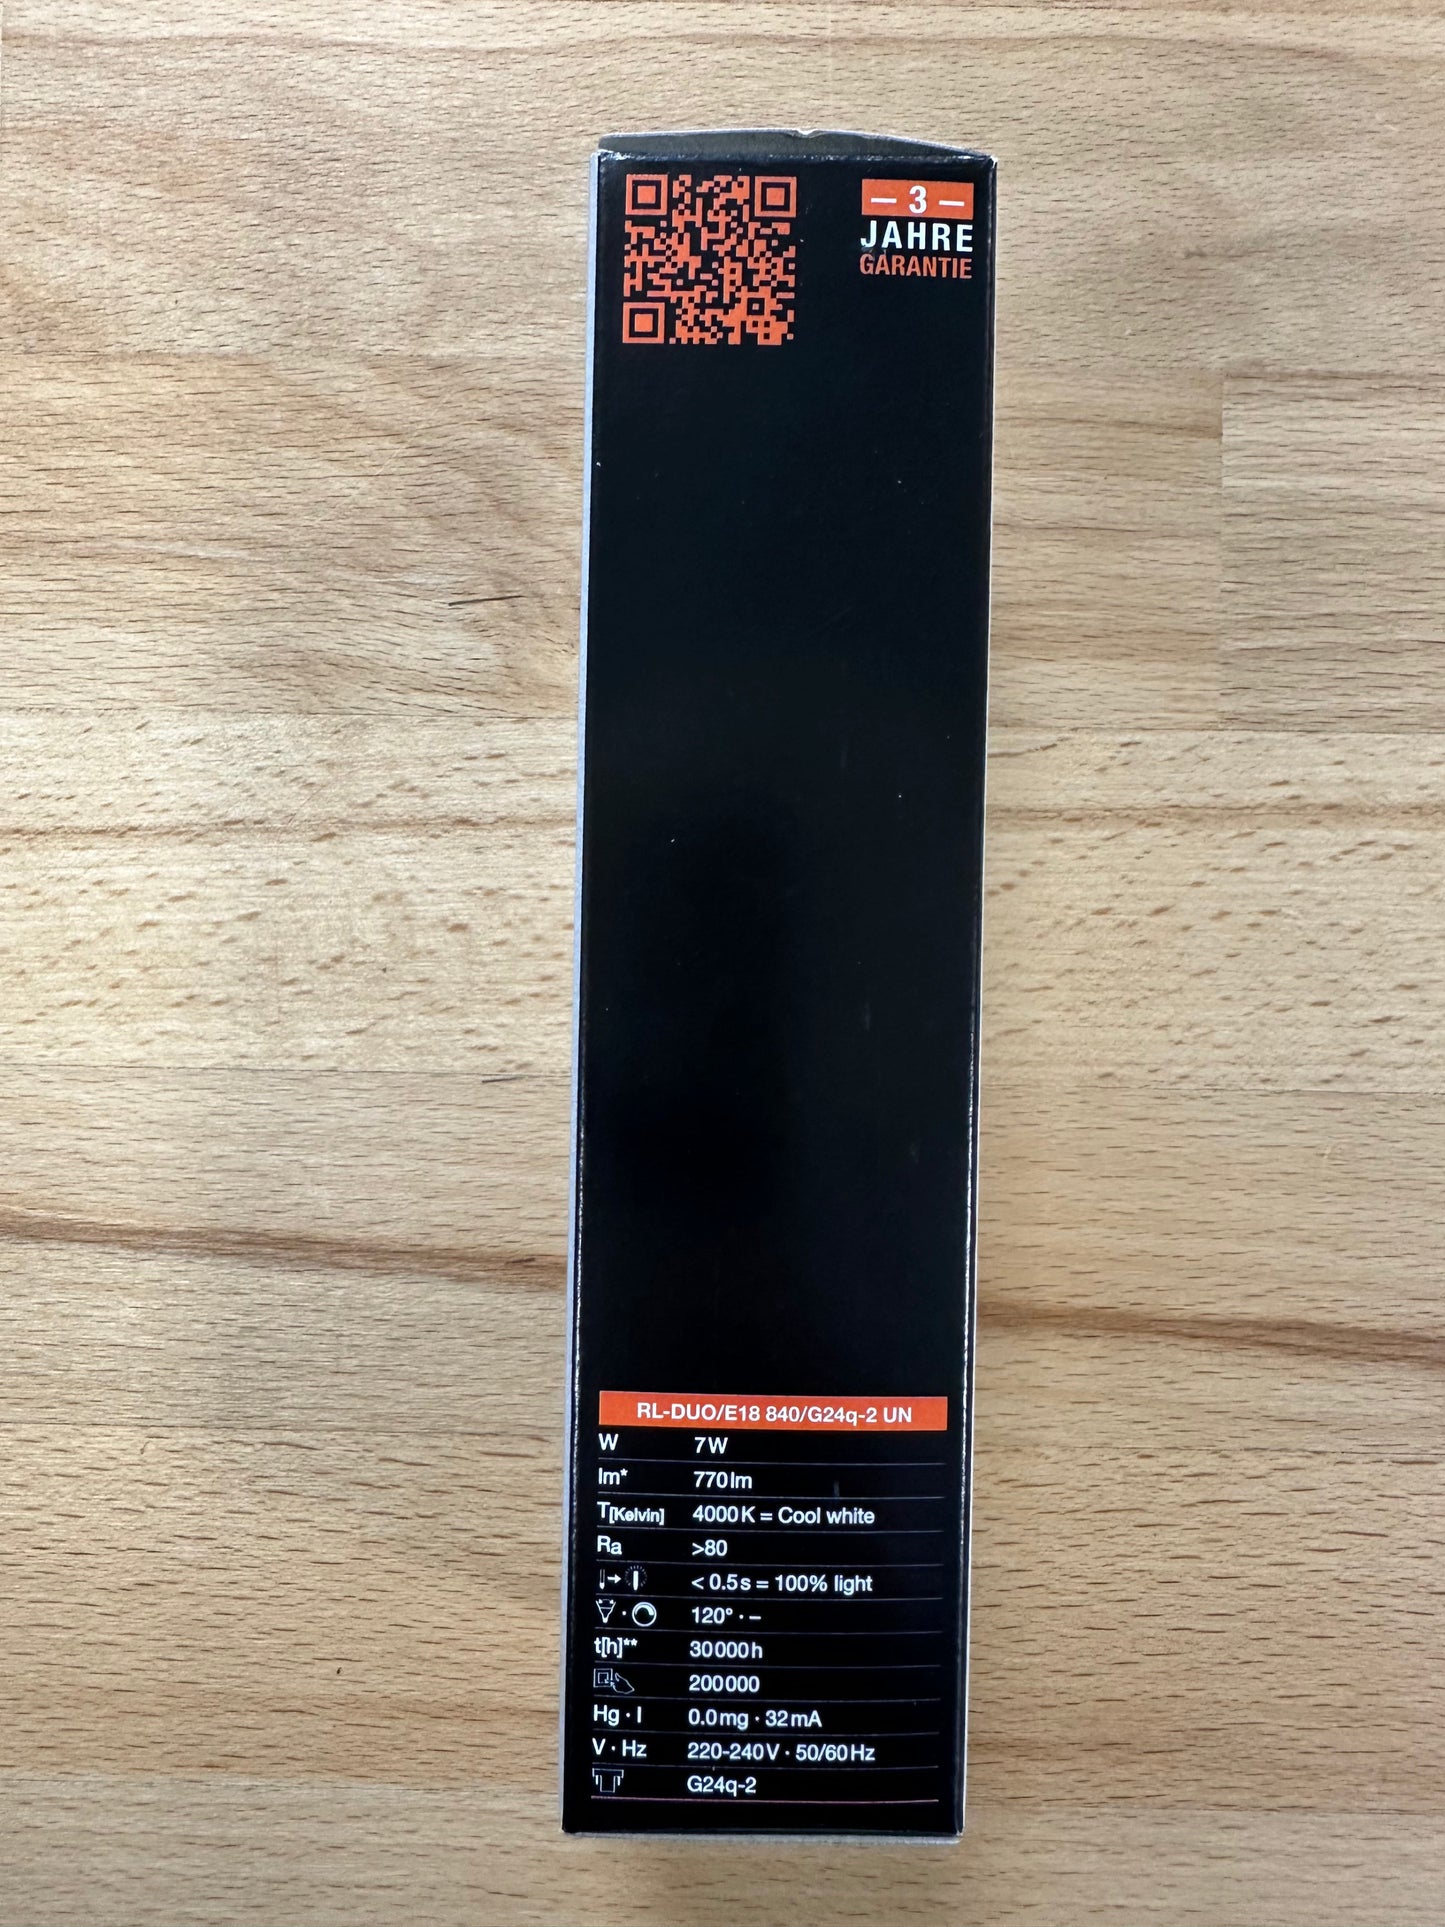 — 3 —
JAHRE
GARANTIE
RL-DUO/E18 840/G24q-2 UN
W 7W
lm* 770lm
T[Kelvin] 4000K = Cool white
Ra >80
< 0.5s = 100% light
120° · –
t[h]** 30000h
200000
Hg · I 0.0mg · 32mA
V · Hz 220-240V · 50/60Hz
G24q-2